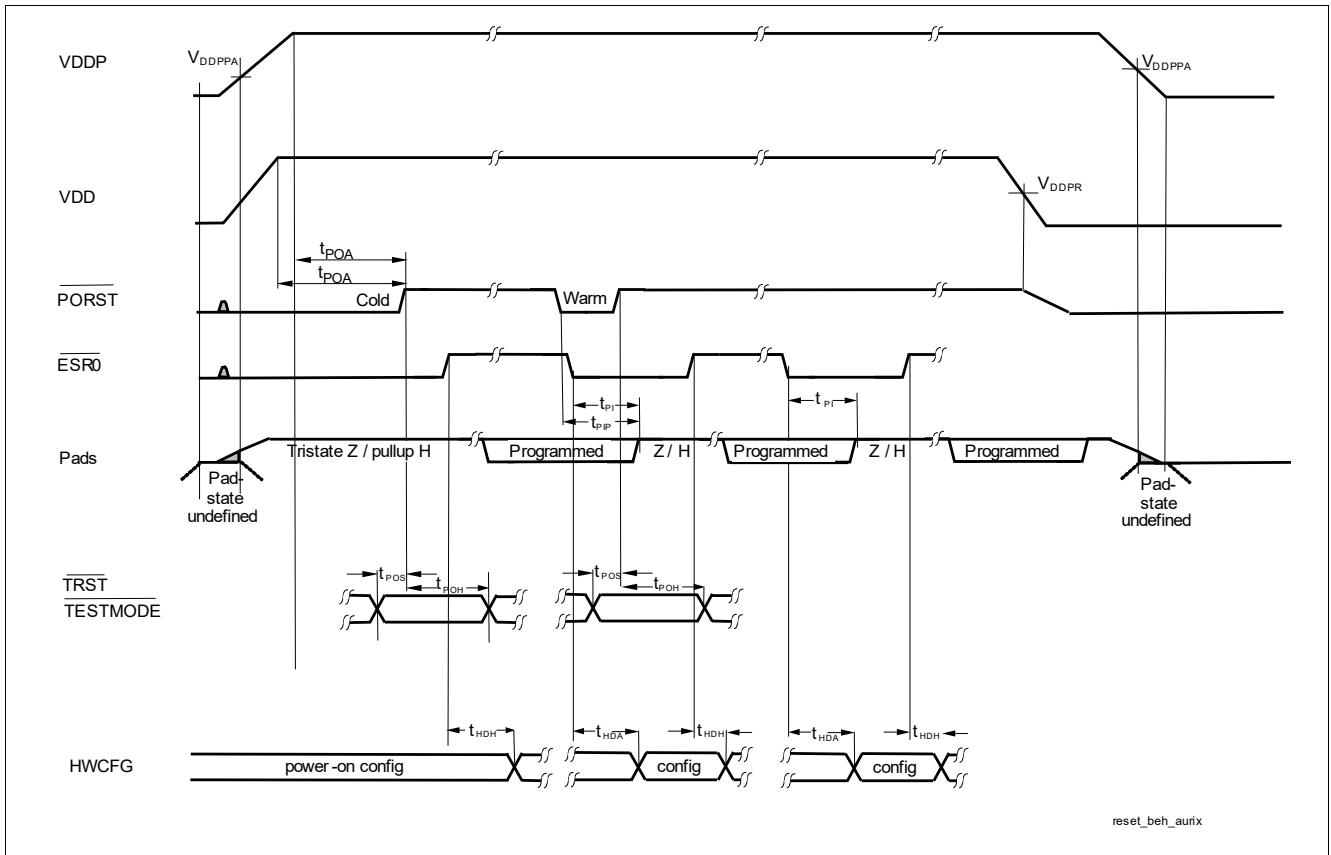 VDDP
VDDPPA
VDDPPA
VDD
VDDPR
tPOA
tPOA
PORST
Cold
Warm
ESR0
tPI
tPI
tPIP
Pads
Tristate Z / pullup H
Programmed
Z / H
Programmed
Z / H
Programmed
Pad-
state
undefined
Pad-
state
undefined
TRST
TESTMODE
tPOS
tPOH
tPOS
tPOH
HWCFG
tHDH
tHDA
tHDH
tHDA
tHDH
power -on config
config
config
reset_beh_aurix